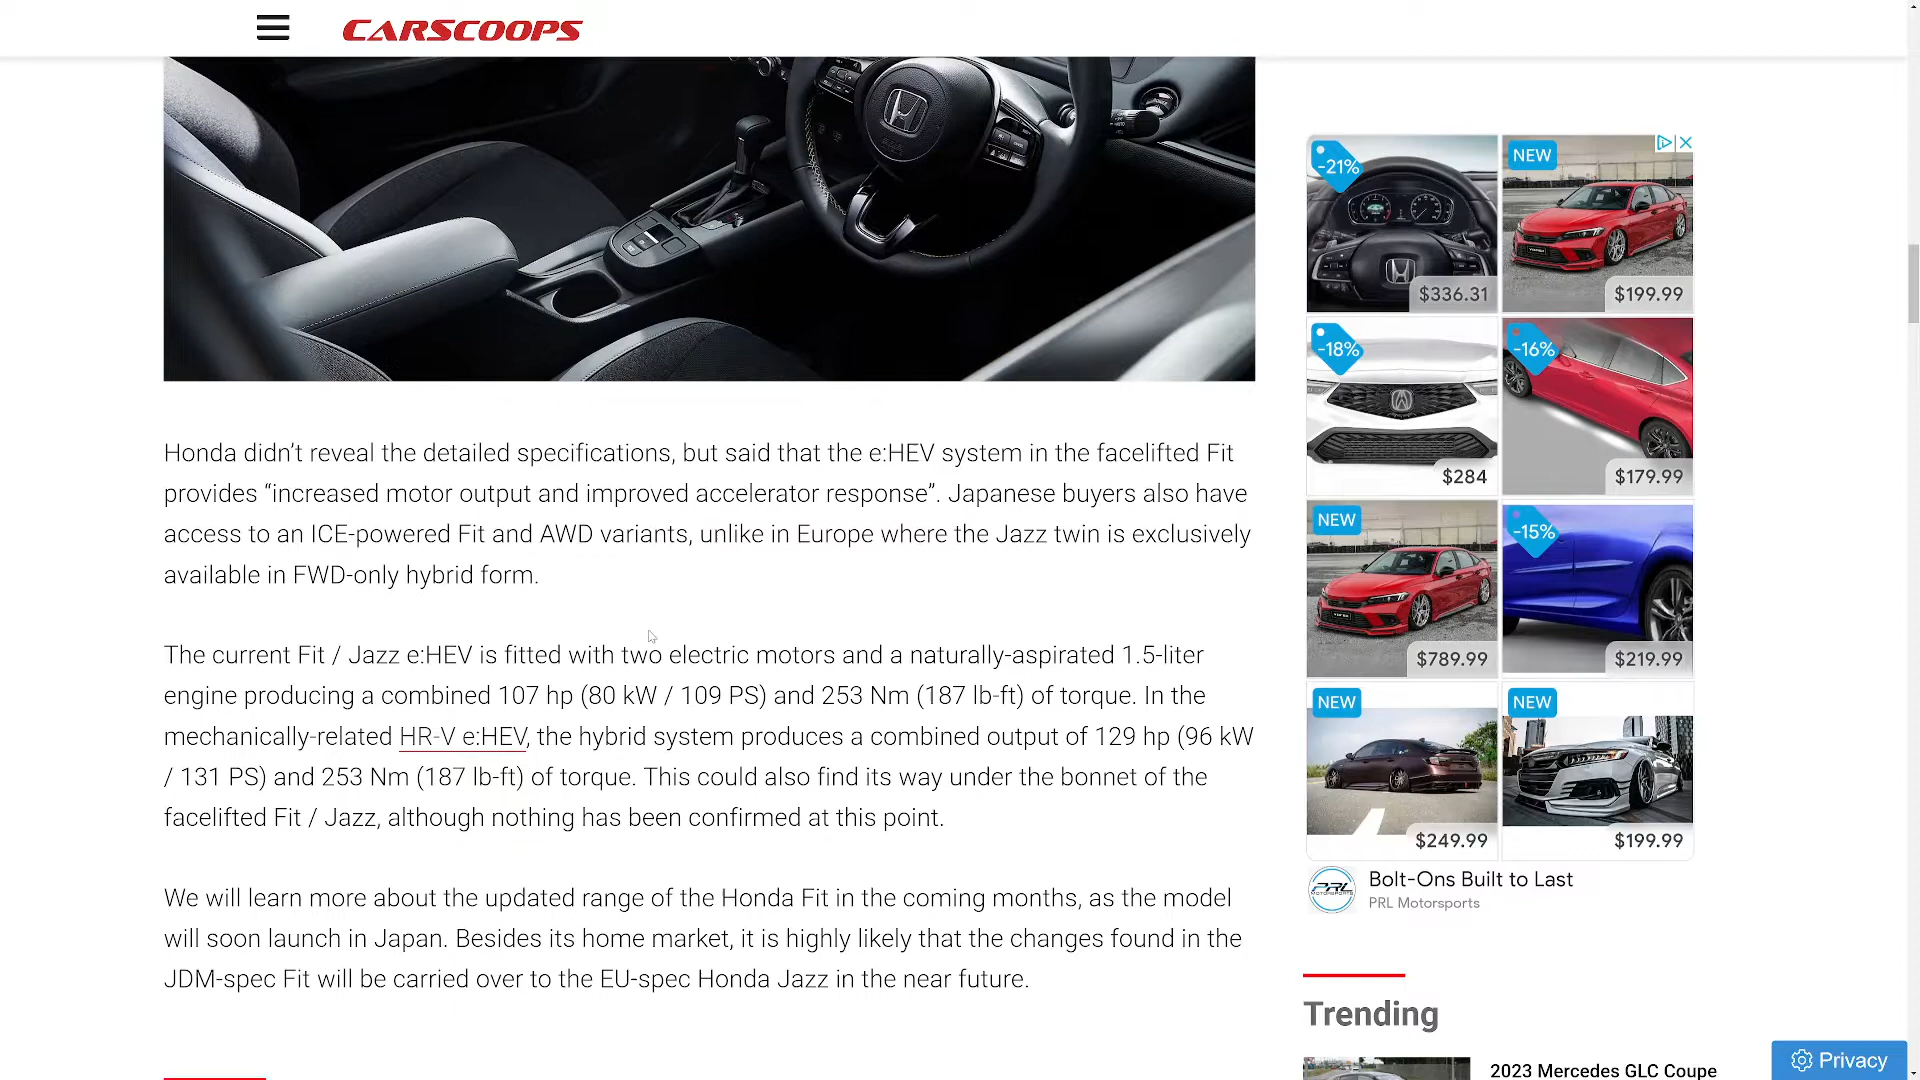 CARSCOOPS
Honda didn’t reveal the detailed specifications, but said that the e:HEV system in the facelifted Fit
provides “increased motor output and improved accelerator response”. Japanese buyers also have
access to an ICE-powered Fit and AWD variants, unlike in Europe where the Jazz twin is exclusively
available in FWD-only hybrid form.
The current Fit / Jazz e:HEV is fitted with two electric motors and a naturally-aspirated 1.5-liter
engine producing a combined 107 hp (80 kW / 109 PS) and 253 Nm (187 lb-ft) of torque. In the
mechanically-related HR-V e:HEV, the hybrid system produces a combined output of 129 hp (96 kW
/ 131 PS) and 253 Nm (187 lb-ft) of torque. This could also find its way under the bonnet of the
facelifted Fit / Jazz, although nothing has been confirmed at this point.
We will learn more about the updated range of the Honda Fit in the coming months, as the model
will soon launch in Japan. Besides its home market, it is highly likely that the changes found in the
JDM-spec Fit will be carried over to the EU-spec Honda Jazz in the near future.
-21%
$336.31
NEW
$199.99
-18%
$284
-16%
$179.99
NEW
$789.99
-15%
$219.99
NEW
$249.99
NEW
$199.99
PRL
MOTORSPORTS
Bolt-Ons Built to Last
PRL Motorsports
Trending
2023 Mercedes GLC Coupe
Privacy